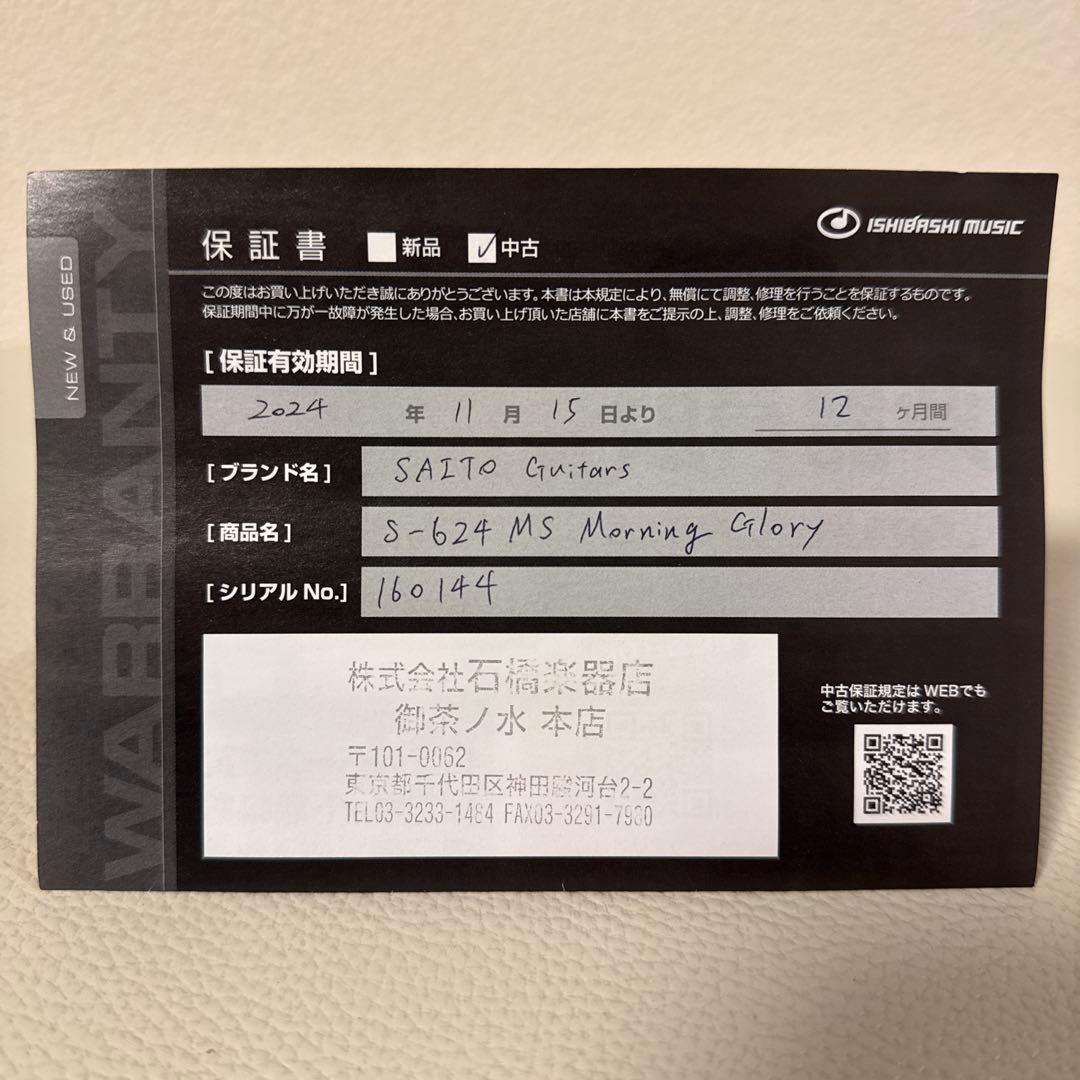 WARRANTY
NEW & USED
保証書 新品 ✓中古
ISHIBASHI MUSIC
この度はお買い上げいただき誠にありがとうございます。本書は本規定により、無償にて調整、修理を行うことを保証するものです。
保証期間中に万が一故障が発生した場合、お買い上げ頂いた店舗に本書をご提示の上、調整、修理をご依頼ください。
[保証有効期間]
2024 年 11 月 15 日より 12 ヶ月間
[ブランド名] SAITO Guitars
[商品名] S-624 MS Morning Glory
[シリアル No.] 160144
株式会社石橋楽器店
御茶ノ水 本店
〒101-0062
東京都千代田区神田駿河台2-2
TEL03-3233-1484 FAX03-3291-7980
中古保証規定は WEBでも
ご覧いただけます。